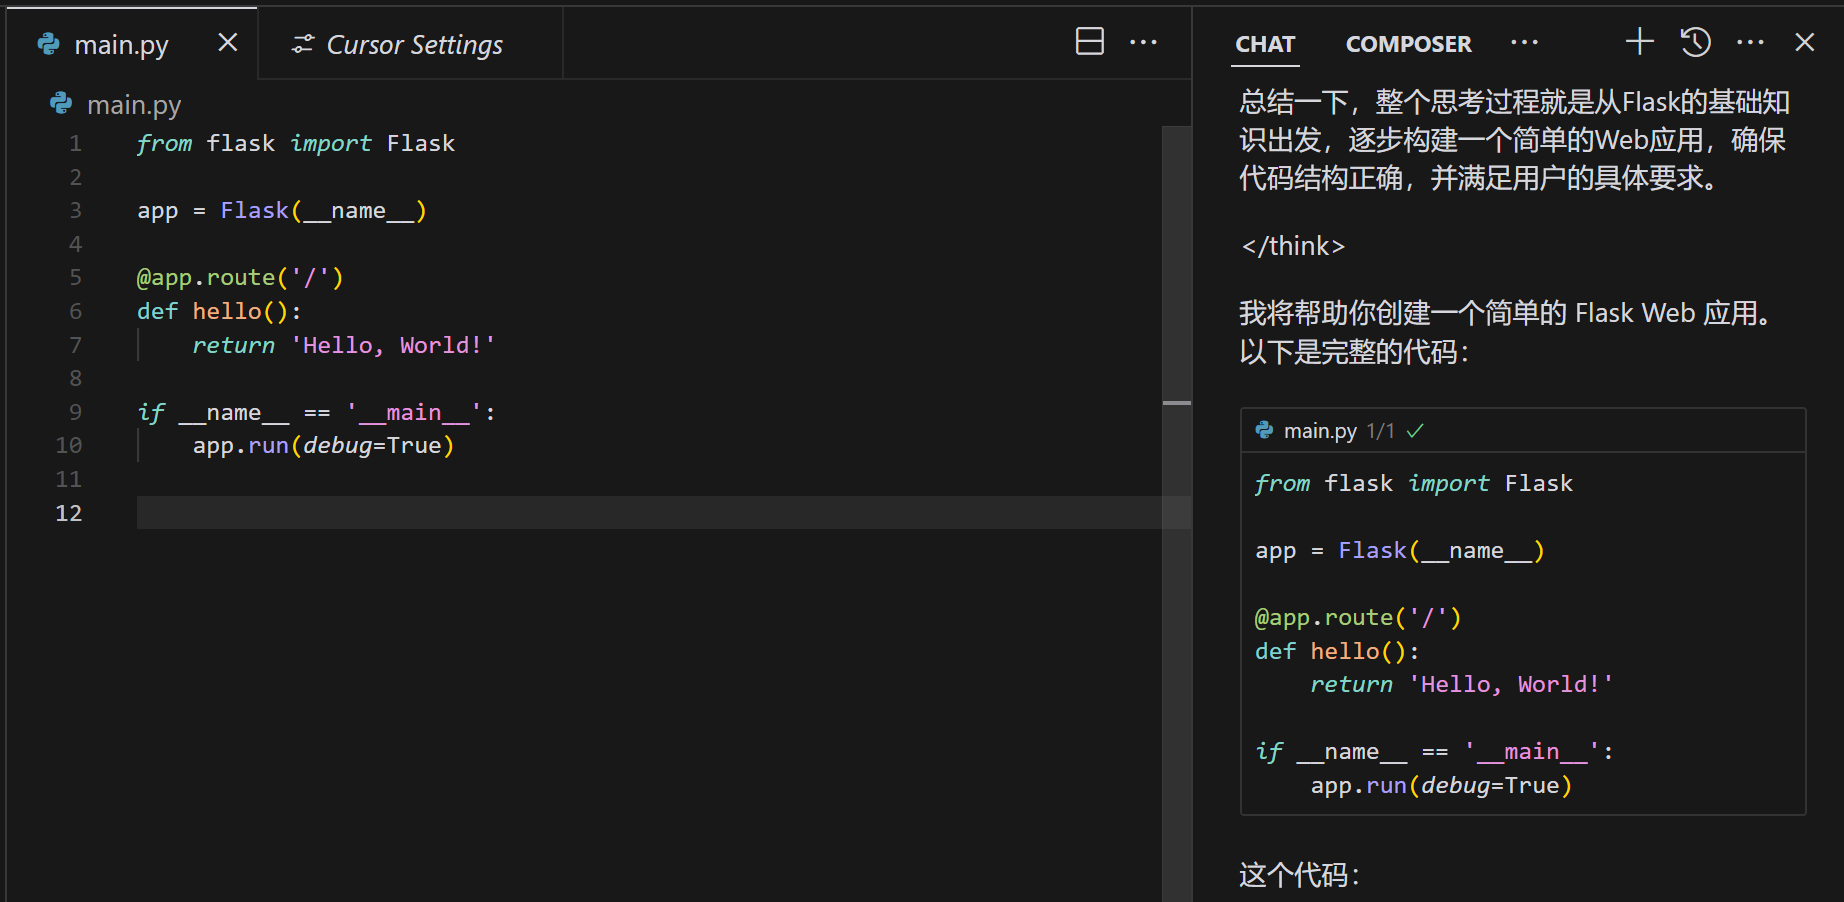 main.py
Cursor Settings
main.py
1 from flask import Flask
2
3 app = Flask(__name__)
4
5 @app.route('/')
6 def hello():
7     return 'Hello, World!'
8
9 if __name__ == '__main__':
10     app.run(debug=True)
11
12
CHAT COMPOSER
总结一下，整个思考过程就是从Flask的基础知
识出发，逐步构建一个简单的Web应用，确保
代码结构正确，并满足用户的具体要求。
</think>
我将帮助你创建一个简单的 Flask Web 应用。
以下是完整的代码：
main.py 1/1
from flask import Flask
app = Flask(__name__)
@app.route('/')
def hello():
    return 'Hello, World!'
if __name__ == '__main__':
    app.run(debug=True)
这个代码：